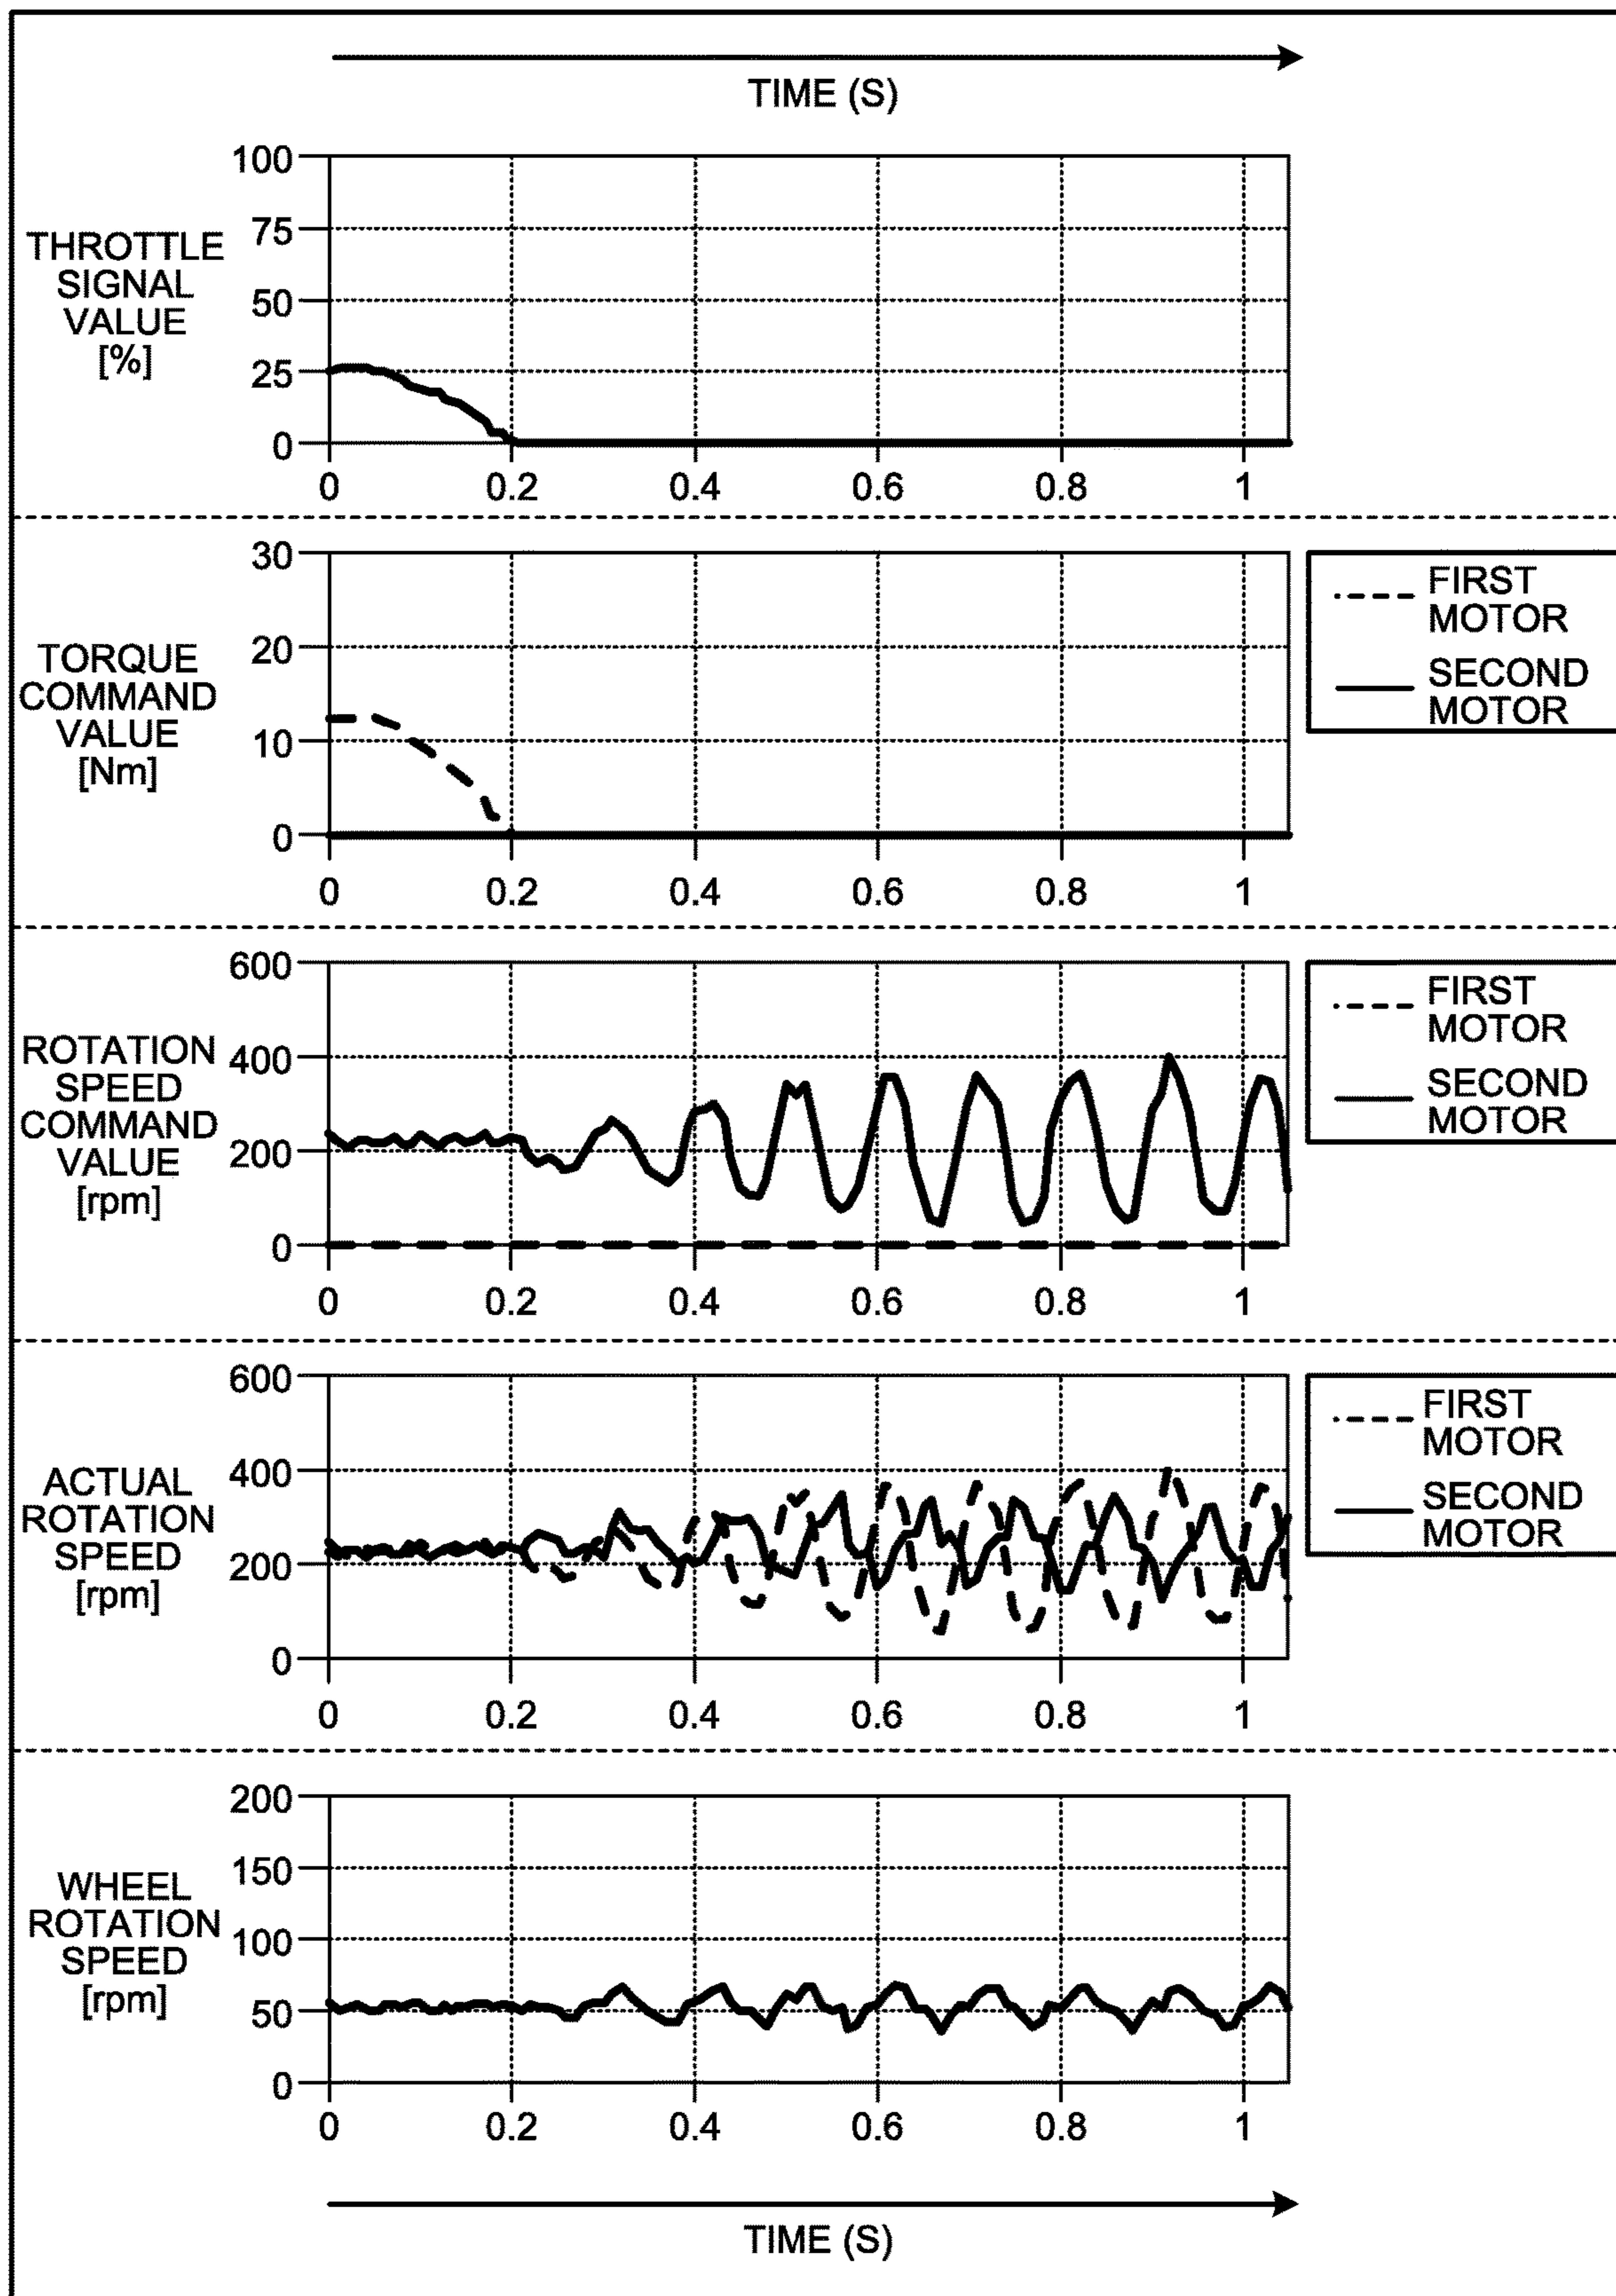 TIME (S)
THROTTLE
SIGNAL
VALUE
[%]
100
75
50
25
0
0 0.2 0.4 0.6 0.8 1
TORQUE
COMMAND
VALUE
[Nm]
30
20
10
0
0 0.2 0.4 0.6 0.8 1
FIRST
MOTOR
SECOND
MOTOR
ROTATION
SPEED
COMMAND
VALUE
[rpm]
600
400
200
0
0 0.2 0.4 0.6 0.8 1
FIRST
MOTOR
SECOND
MOTOR
ACTUAL
ROTATION
SPEED
[rpm]
600
400
200
0
0 0.2 0.4 0.6 0.8 1
FIRST
MOTOR
SECOND
MOTOR
WHEEL
ROTATION
SPEED
[rpm]
200
150
100
50
0
0 0.2 0.4 0.6 0.8 1
TIME (S)